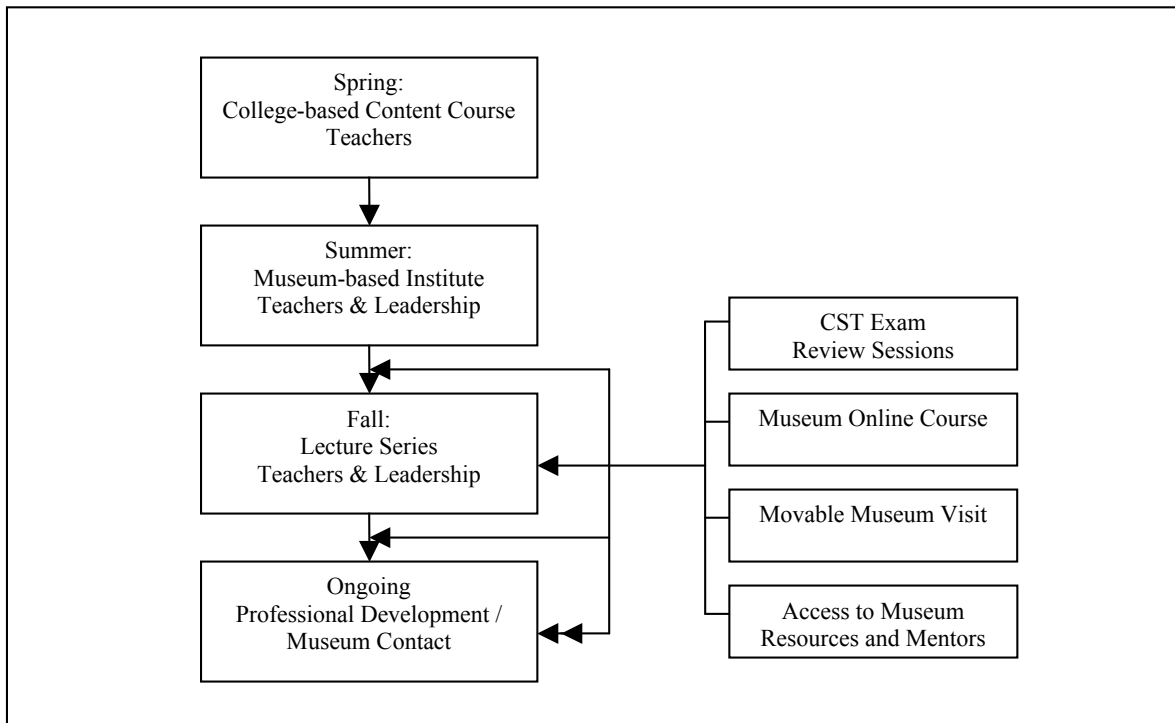 Spring:
College-based Content Course
Teachers
Summer:
Museum-based Institute
Teachers & Leadership
Fall:
Lecture Series
Teachers & Leadership
Ongoing
Professional Development /
Museum Contact
CST Exam
Review Sessions
Museum Online Course
Movable Museum Visit
Access to Museum
Resources and Mentors